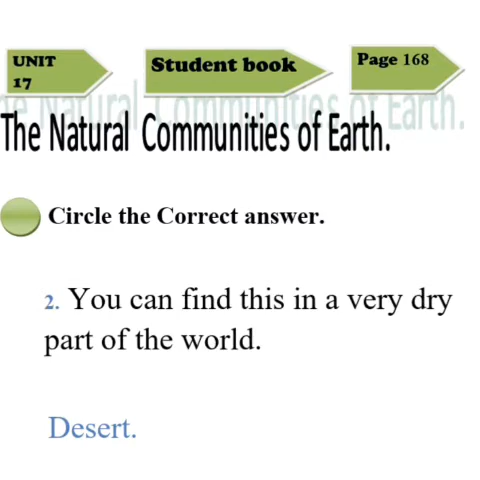 UNIT
17
Student book
Page 168
The Natural Communities of Earth.
Circle the Correct answer.
2. You can find this in a very dry
part of the world.
Desert.